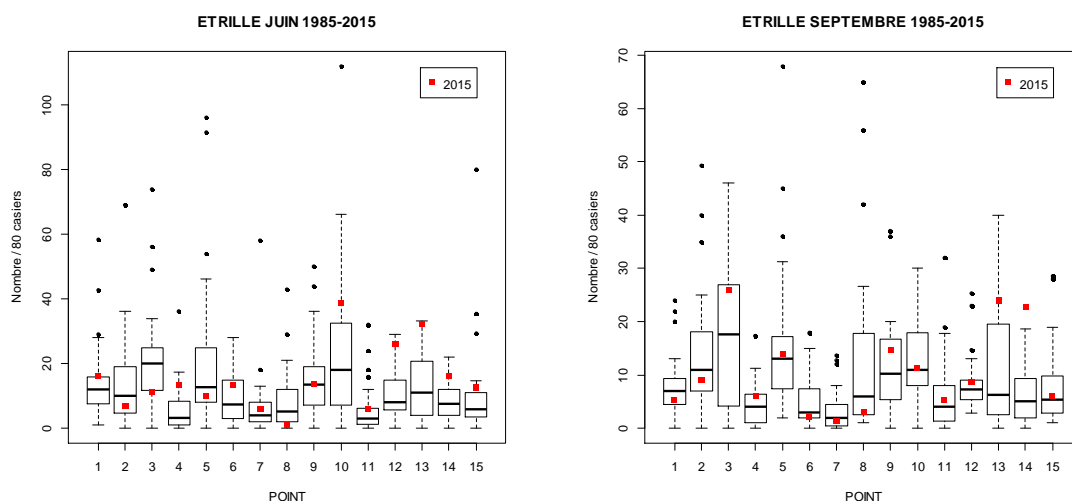 ETRILLE JUIN 1985-2015
2015
Nombre / 80 casiers
100
80
60
40
20
0
1 2 3 4 5 6 7 8 9 10 11 12 13 14 15
POINT
ETRILLE SEPTEMBRE 1985-2015
2015
Nombre / 80 casiers
70
60
50
40
30
20
10
0
1 2 3 4 5 6 7 8 9 10 11 12 13 14 15
POINT